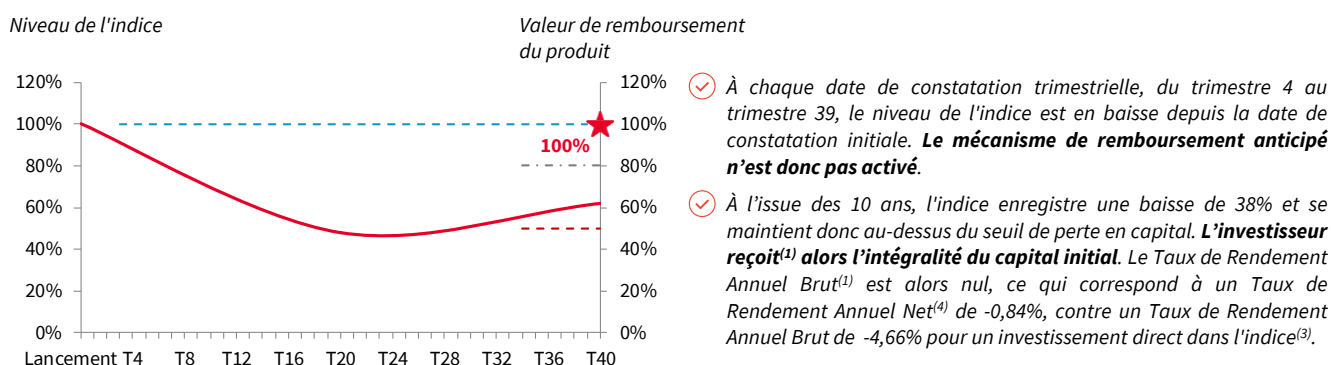 Niveau de l'indice
Valeur de remboursement
du produit
120%
100%
80%
60%
40%
20%
0%
Lancement T4 T8 T12 T16 T20 T24 T28 T32 T36 T40
100%
120%
100%
80%
60%
40%
20%
0%
À chaque date de constatation trimestrielle, du trimestre 4 au
trimestre 39, le niveau de l'indice est en baisse depuis la date de
constatation initiale. Le mécanisme de remboursement anticipé
n’est donc pas activé.
À l’issue des 10 ans, l'indice enregistre une baisse de 38% et se
maintient donc au-dessus du seuil de perte en capital. L’investisseur
reçoit(1) alors l’intégralité du capital initial. Le Taux de Rendement
Annuel Brut(1) est alors nul, ce qui correspond à un Taux de
Rendement Annuel Net(4) de -0,84%, contre un Taux de Rendement
Annuel Brut de -4,66% pour un investissement direct dans l'indice(3).